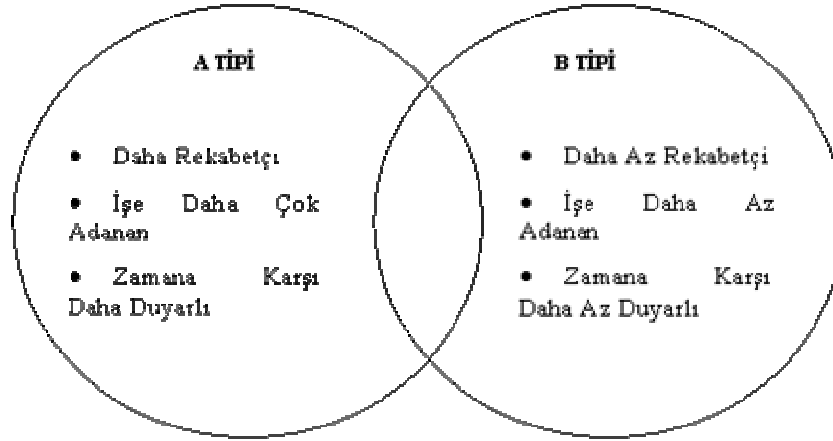 A TİPİ
• Daha Rekabetçi
• İşe Daha Çok
Adanan
• Zamana Karşı
Daha Duyarlı
B TİPİ
• Daha Az Rekabetçi
• İşe Daha Az
Adanan
• Zamana Karşı
Daha Az Duyarlı